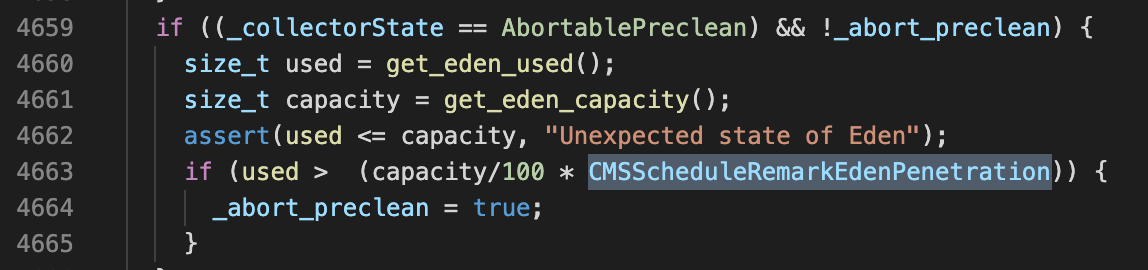 4659 if ((_collectorState == AbortablePreclean) && !_abort_preclean) {
4660 size_t used = get_eden_used();
4661 size_t capacity = get_eden_capacity();
4662 assert(used <= capacity, "Unexpected state of Eden");
4663 if (used >  (capacity/100 * CMSScheduleRemarkEdenPenetration)) {
4664 _abort_preclean = true;
4665 }